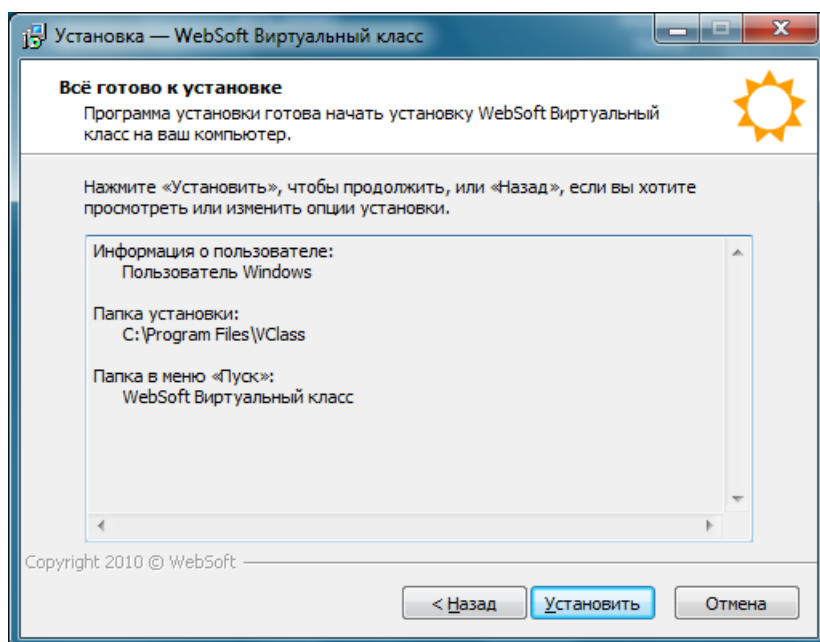 Установка — WebSoft Виртуальный класс
Всё готово к установке
Программа установки готова начать установку WebSoft Виртуальный
класс на ваш компьютер.
Нажмите «Установить», чтобы продолжить, или «Назад», если вы хотите
просмотреть или изменить опции установки.
Информация о пользователе:
Пользователь Windows
Папка установки:
C:\Program Files\VClass
Папка в меню «Пуск»:
WebSoft Виртуальный класс
Copyright 2010 © WebSoft
< Назад
Установить
Отмена